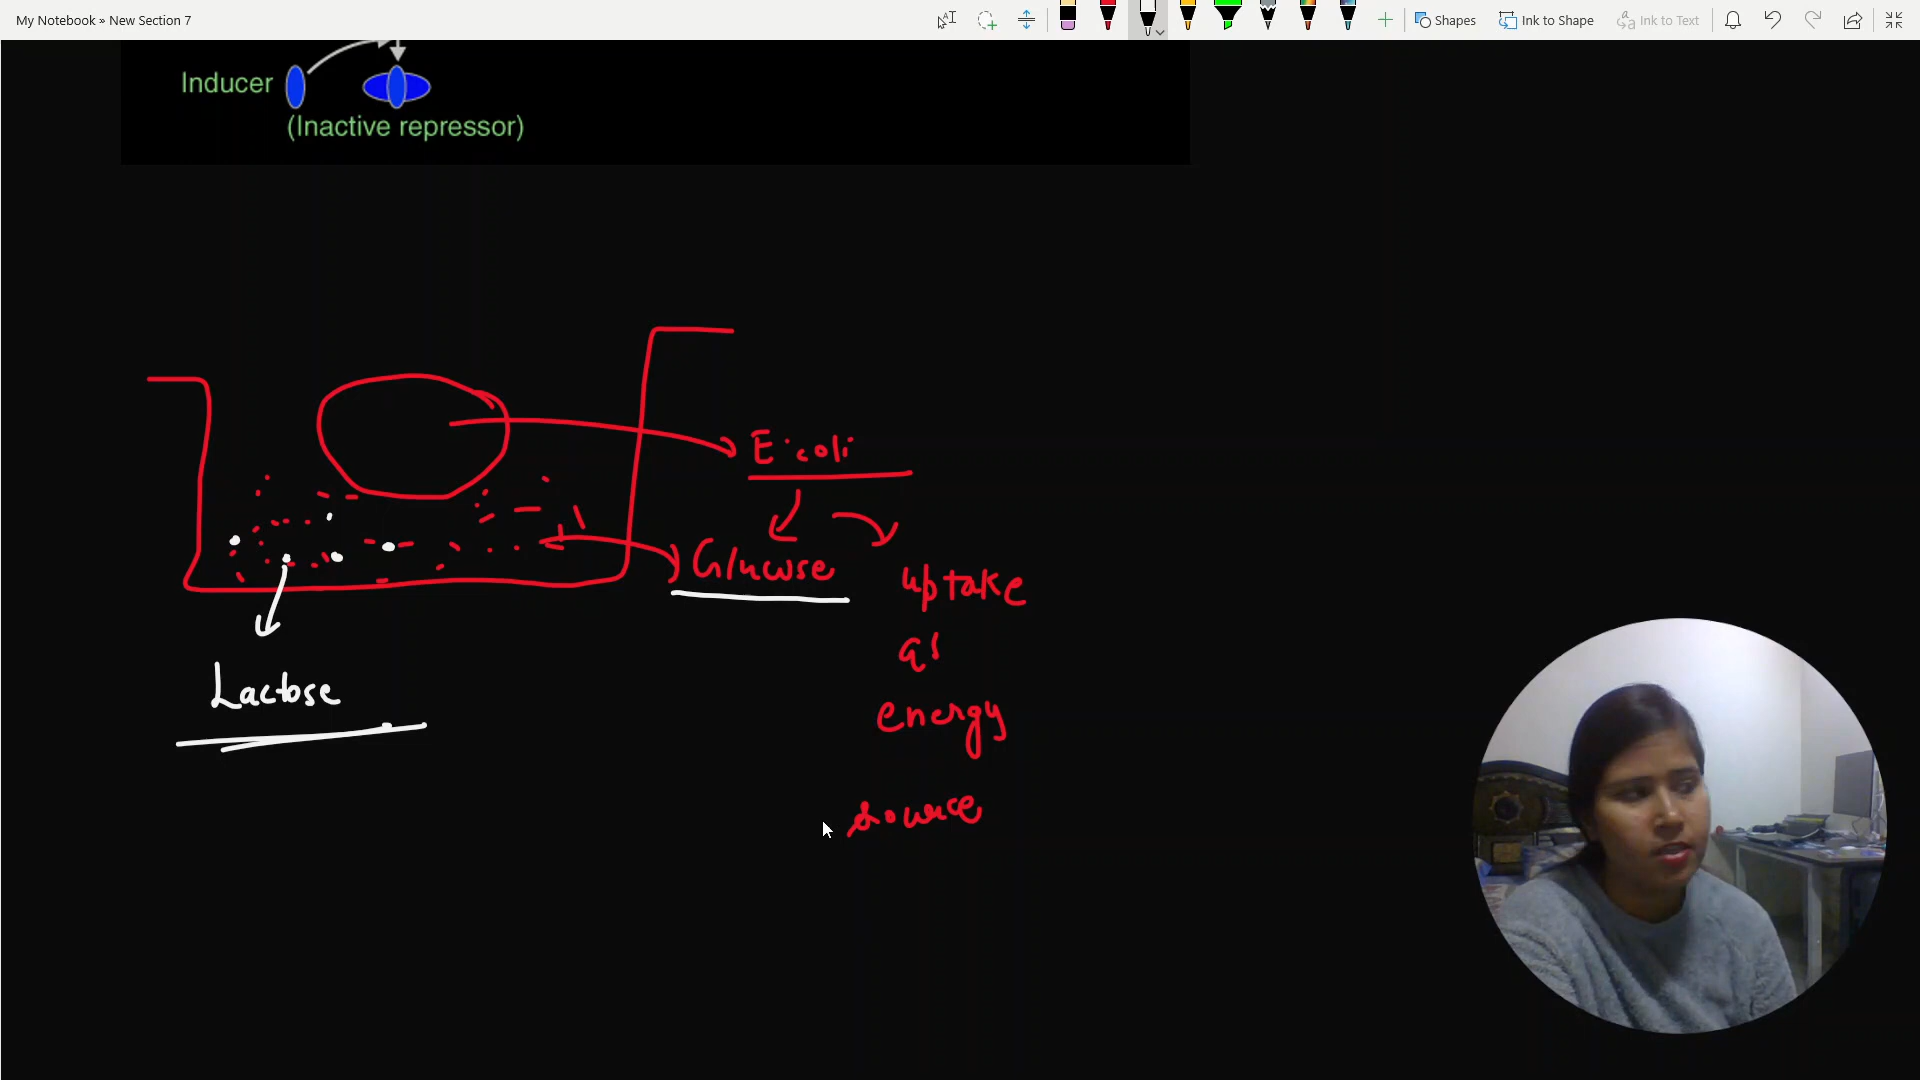 My Notebook » New Section 7
Shapes
Ink to Shape
Ink to Text
Inducer
(Inactive repressor)
E.coli
Glucose
uptake
as
energy
source
Lactose